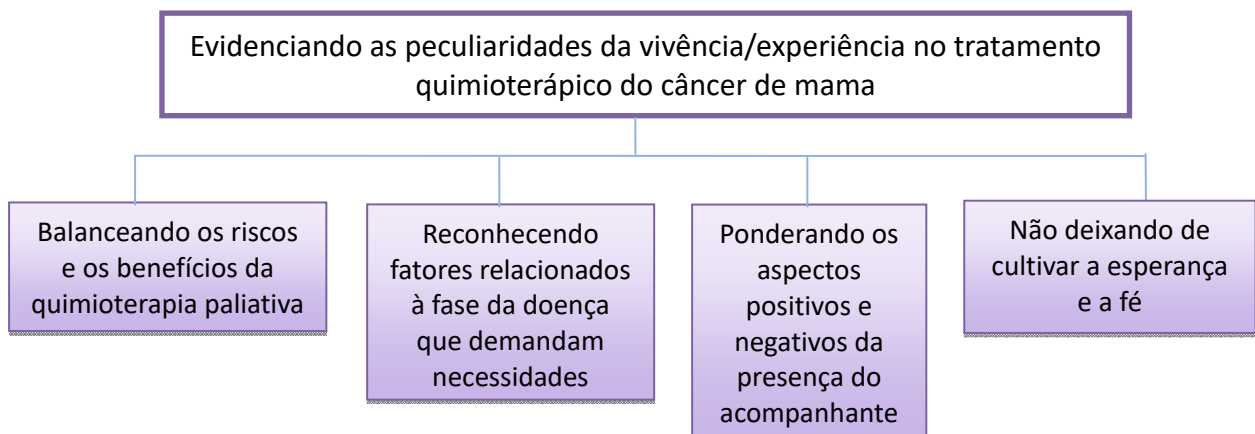 Evidenciando as peculiaridades da vivência/experiência no tratamento
quimioterápico do câncer de mama
Balanceando os riscos
e os benefícios da
quimioterapia paliativa
Reconhecendo
fatores relacionados
à fase da doença
que demandam
necessidades
Ponderando os
aspectos
positivos e
negativos da
presença do
acompanhante
Não deixando de
cultivar a esperança
e a fé